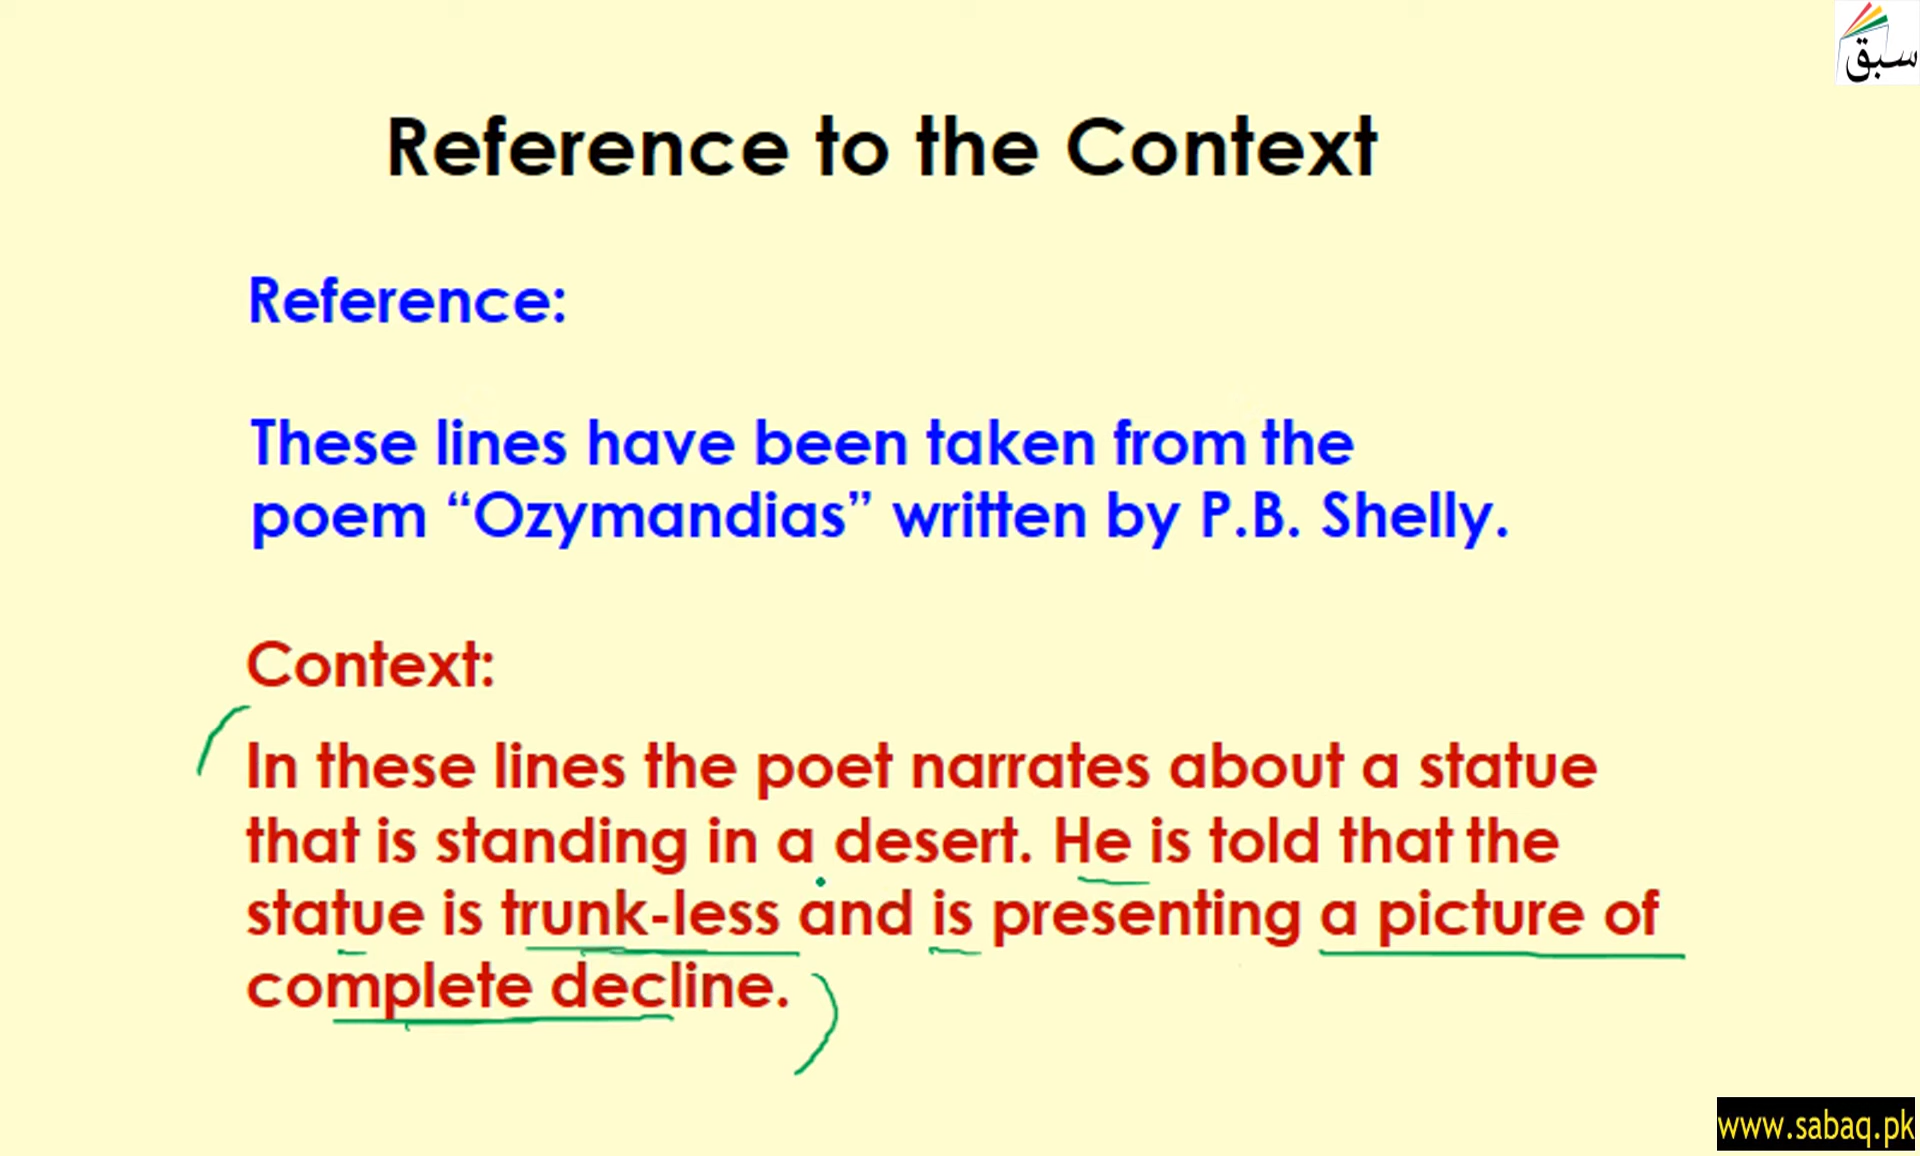 سبق
Reference to the Context
Reference:
These lines have been taken from the
poem “Ozymandias” written by P.B. Shelly.
Context:
In these lines the poet narrates about a statue
that is standing in a desert. He is told that the
statue is trunk-less and is presenting a picture of
complete decline.
www.sabaq.pk